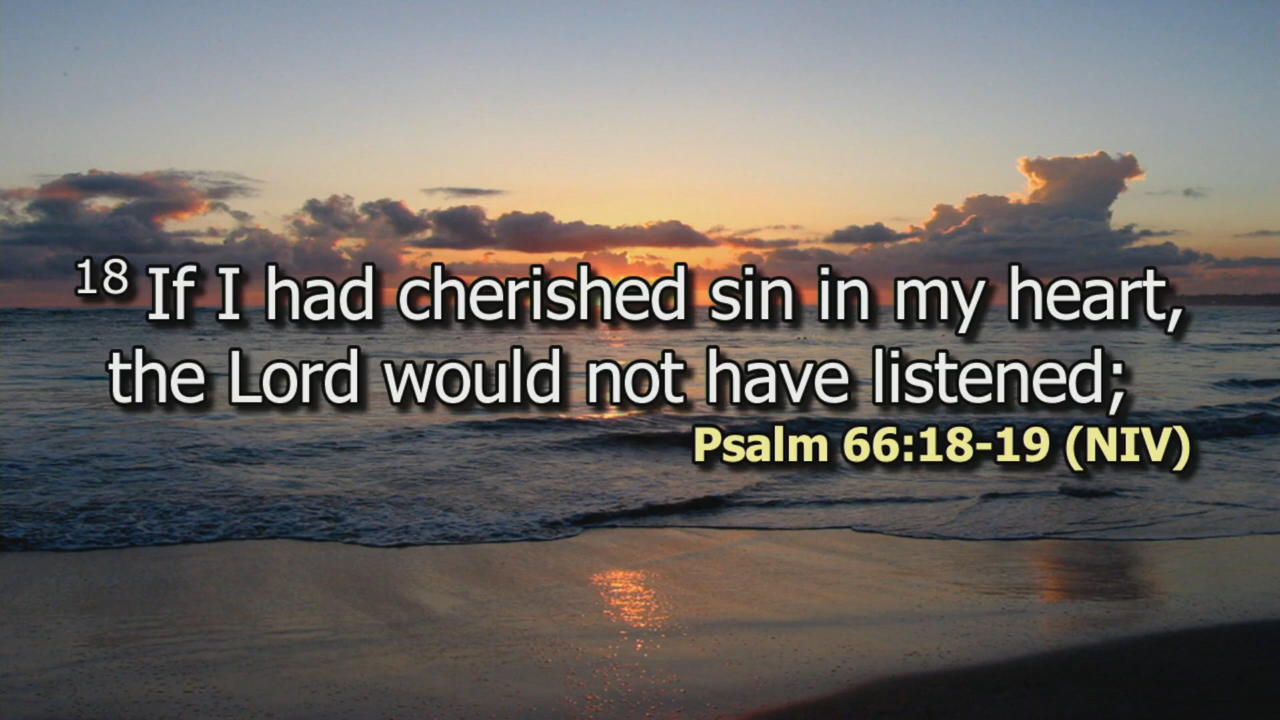 18 If I had cherished sin in my heart,
the Lord would not have listened;
Psalm 66:18-19 (NIV)